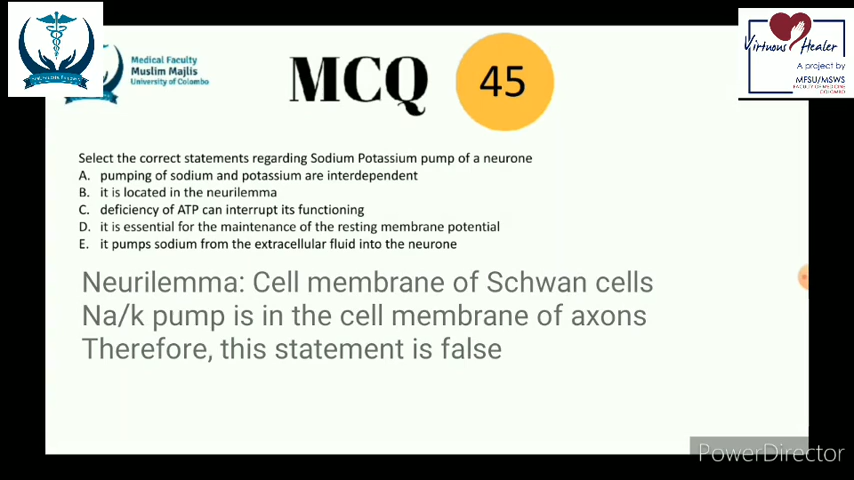 Medical Faculty
Muslim Majlis
University of Colombo
MCQ
45
Virtuous Healer
A project by
MFSU/MSWS
FACULTY OF MEDICINE
COLOMBO
Select the correct statements regarding Sodium Potassium pump of a neurone
A. pumping of sodium and potassium are interdependent
B. it is located in the neurilemma
C. deficiency of ATP can interrupt its functioning
D. it is essential for the maintenance of the resting membrane potential
E. it pumps sodium from the extracellular fluid into the neurone
Neurilemma: Cell membrane of Schwan cells
Na/k pump is in the cell membrane of axons
Therefore, this statement is false
PowerDirector